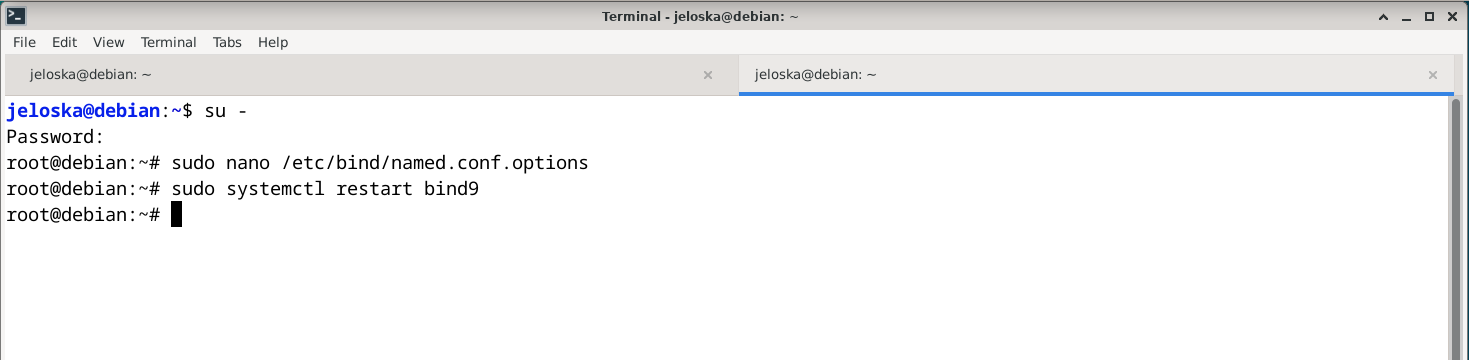 Terminal - jeloska@debian: ~
File Edit View Terminal Tabs Help
jeloska@debian: ~ jeloska@debian: ~
jeloska@debian:~$ su -
Password:
root@debian:~# sudo nano /etc/bind/named.conf.options
root@debian:~# sudo systemctl restart bind9
root@debian:~#